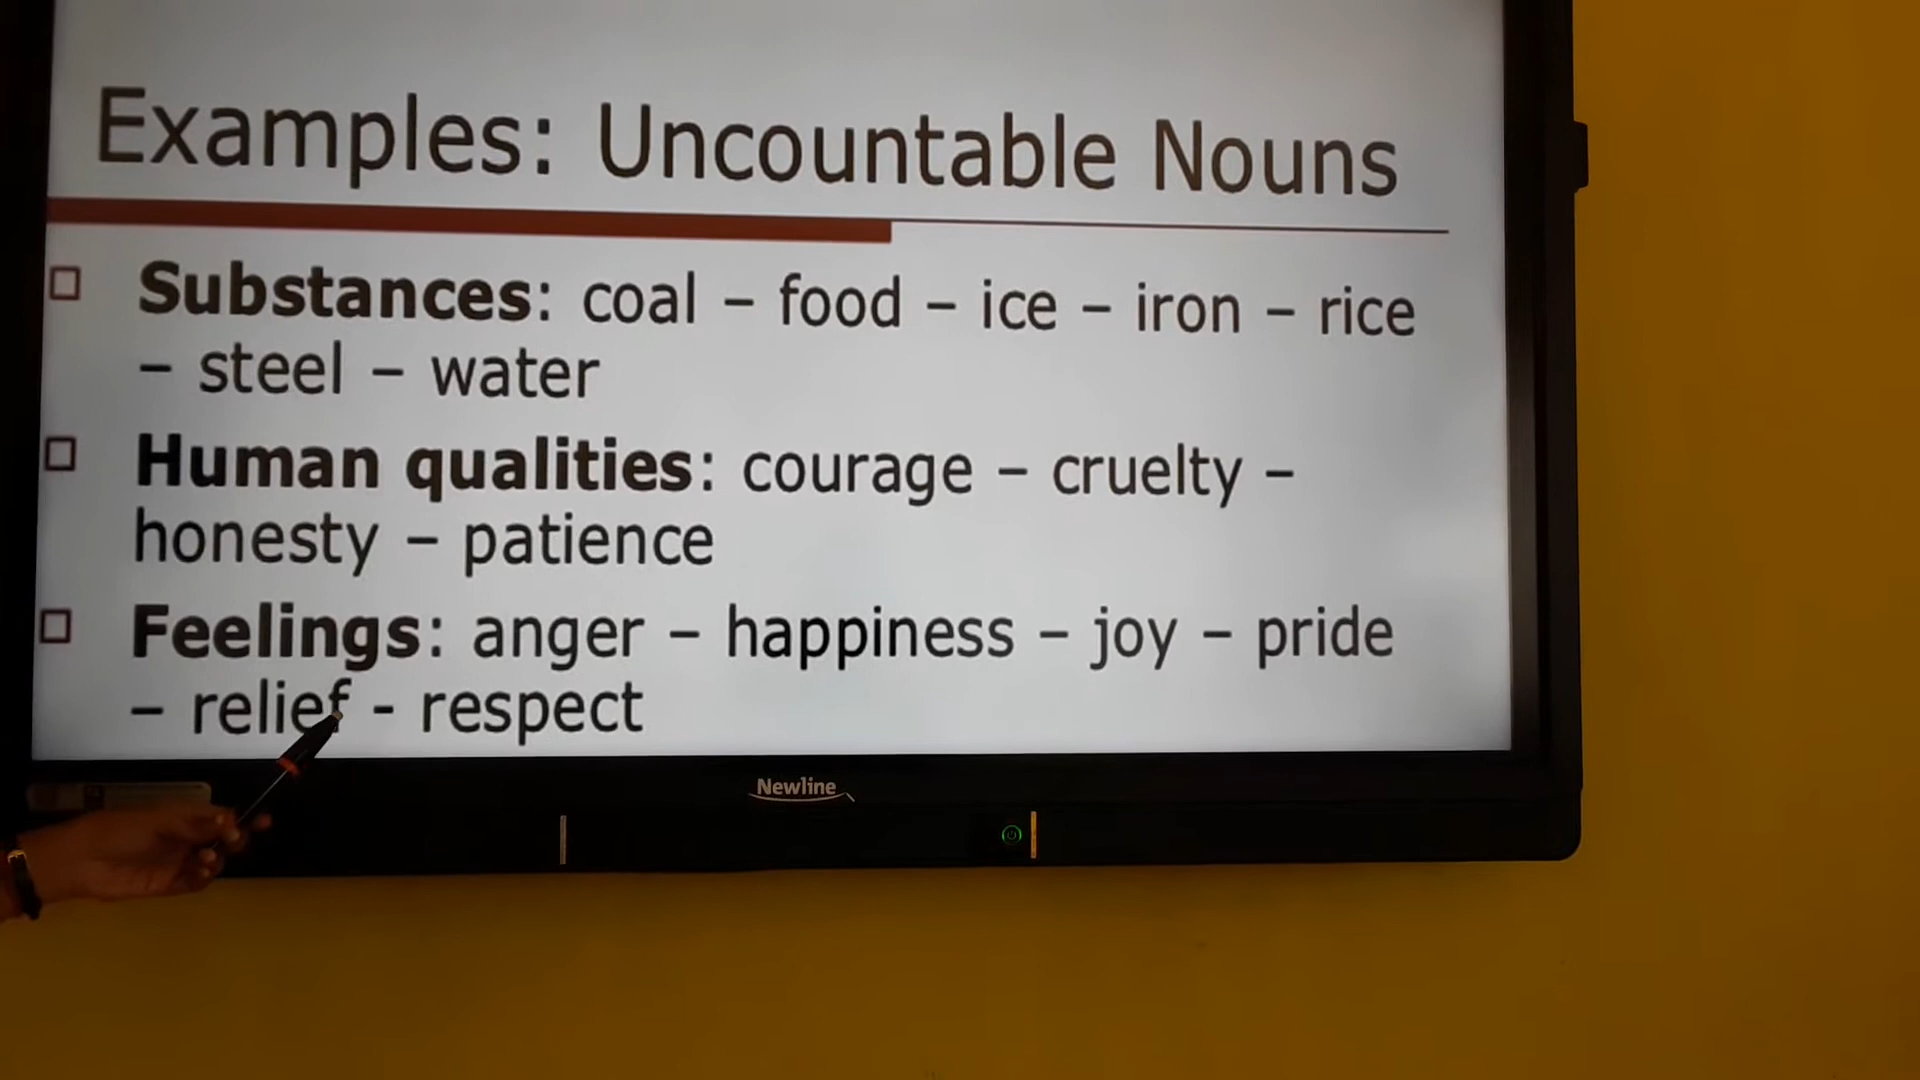 Examples: Uncountable Nouns
Substances: coal – food – ice – iron – rice
– steel – water
Human qualities: courage – cruelty –
honesty – patience
Feelings: anger – happiness – joy – pride
– relief - respect
Newline